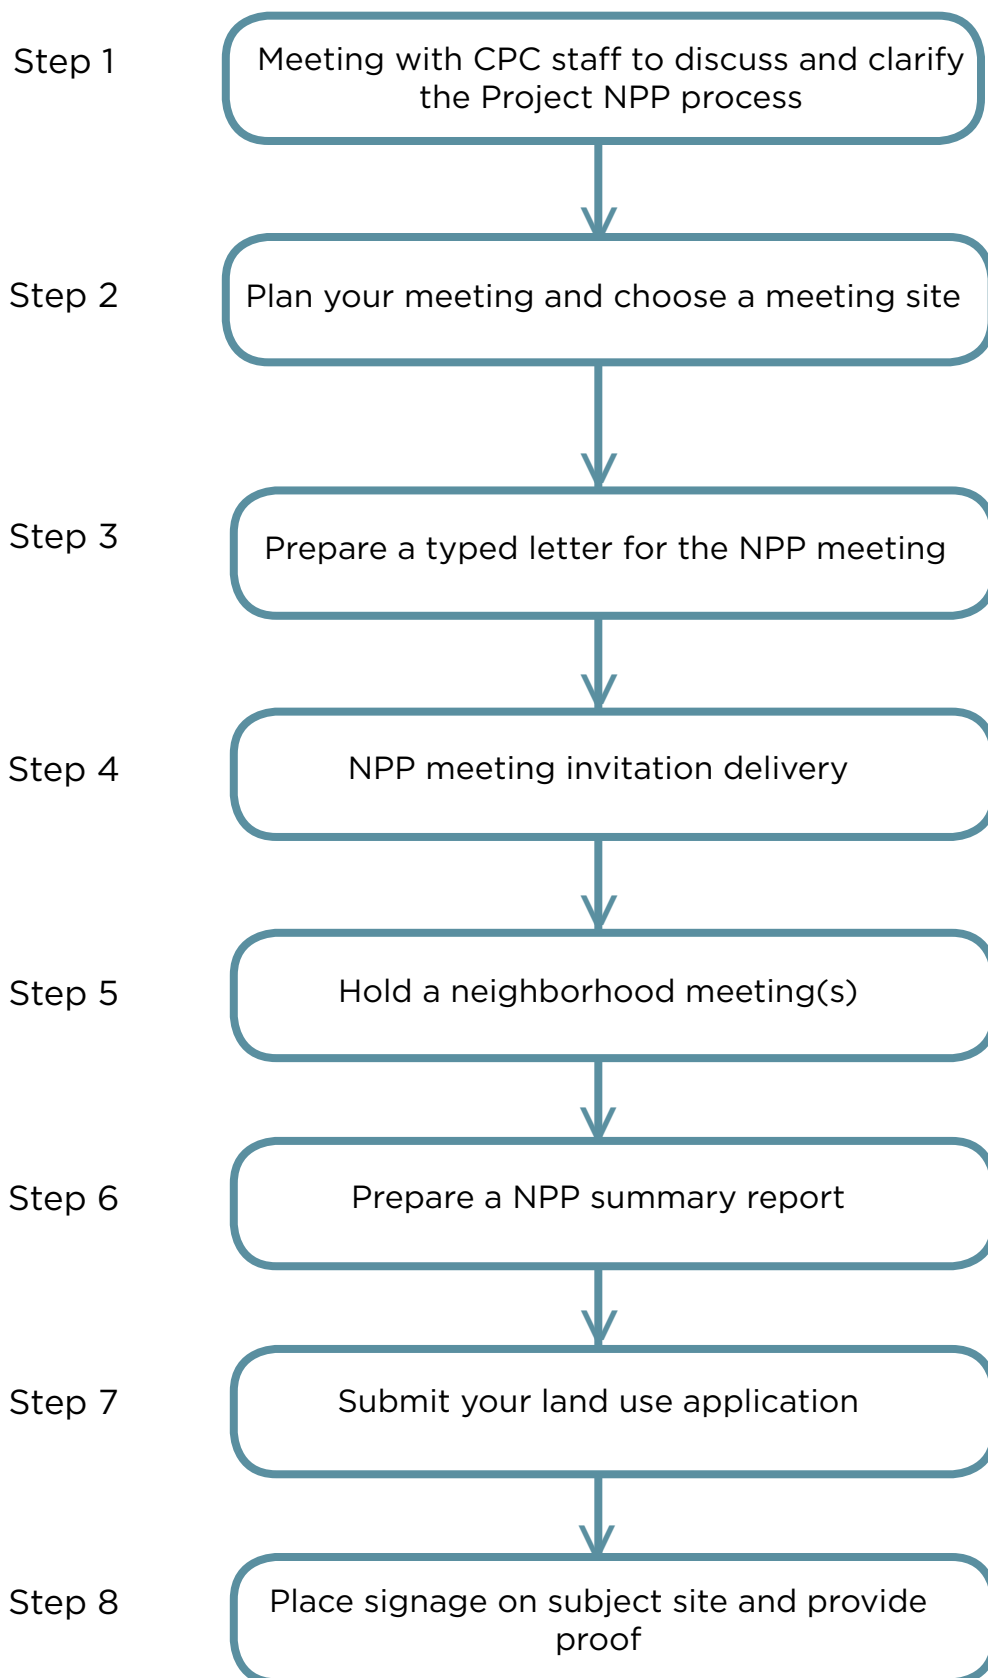 Step 1
Meeting with CPC staff to discuss and clarify
the Project NPP process
Step 2
Plan your meeting and choose a meeting site
Step 3
Prepare a typed letter for the NPP meeting
Step 4
NPP meeting invitation delivery
Step 5
Hold a neighborhood meeting(s)
Step 6
Prepare a NPP summary report
Step 7
Submit your land use application
Step 8
Place signage on subject site and provide
proof